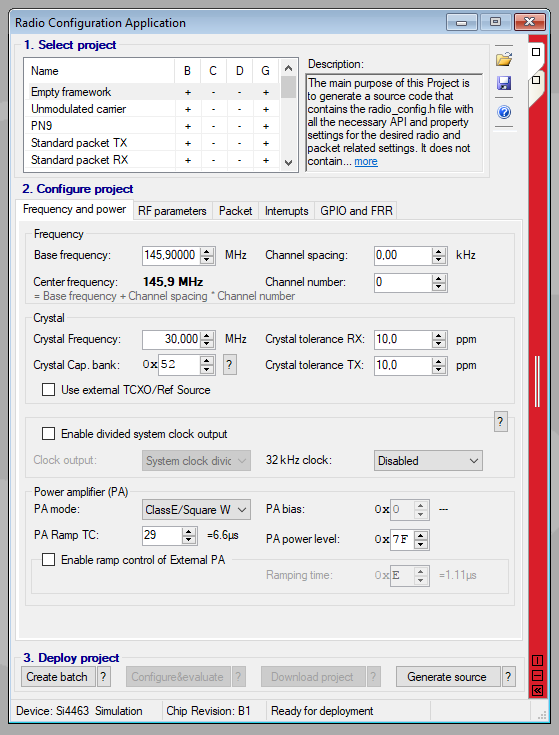 Radio Configuration Application
1. Select project
Name B C D G
Empty framework + - - +
Unmodulated carrier + - - +
PN9 + - - +
Standard packet TX + - - +
Standard packet RX + - - +
Description:
The main purpose of this Project is
to generate a source code that
contains the radio_config.h file with
all the necessary API and property
settings for the desired radio and
packet related settings. It does not
contain... more
2. Configure project
Frequency and power RF parameters Packet Interrupts GPIO and FRR
Frequency
Base frequency: 145,90000 MHz Channel spacing: 0,00 kHz
Center frequency: 145,9 MHz Channel number: 0
= Base frequency + Channel spacing * Channel number
Crystal
Crystal Frequency: 30,000 MHz Crystal tolerance RX: 10,0 ppm
Crystal Cap. bank: 0x 52 ? Crystal tolerance TX: 10,0 ppm
Use external TCXO/Ref Source
?
Enable divided system clock output
Clock output: System clock divid 32 kHz clock: Disabled
Power amplifier (PA)
PA mode: ClassE/Square W PA bias: 0x 0 ---
PA Ramp TC: 29 =6.6µs PA power level: 0x 7F
Enable ramp control of External PA
Ramping time: 0x E =1.11µs
3. Deploy project
Create batch ? Configure&evaluate ? Download project ? Generate source ?
Device: Si4463 Simulation Chip Revision: B1 Ready for deployment